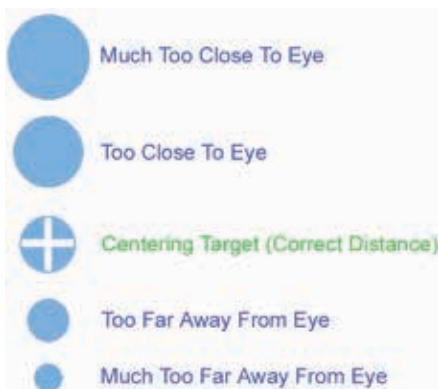 Much Too Close To Eye
Too Close To Eye
Centering Target (Correct Distance)
Too Far Away From Eye
Much Too Far Away From Eye